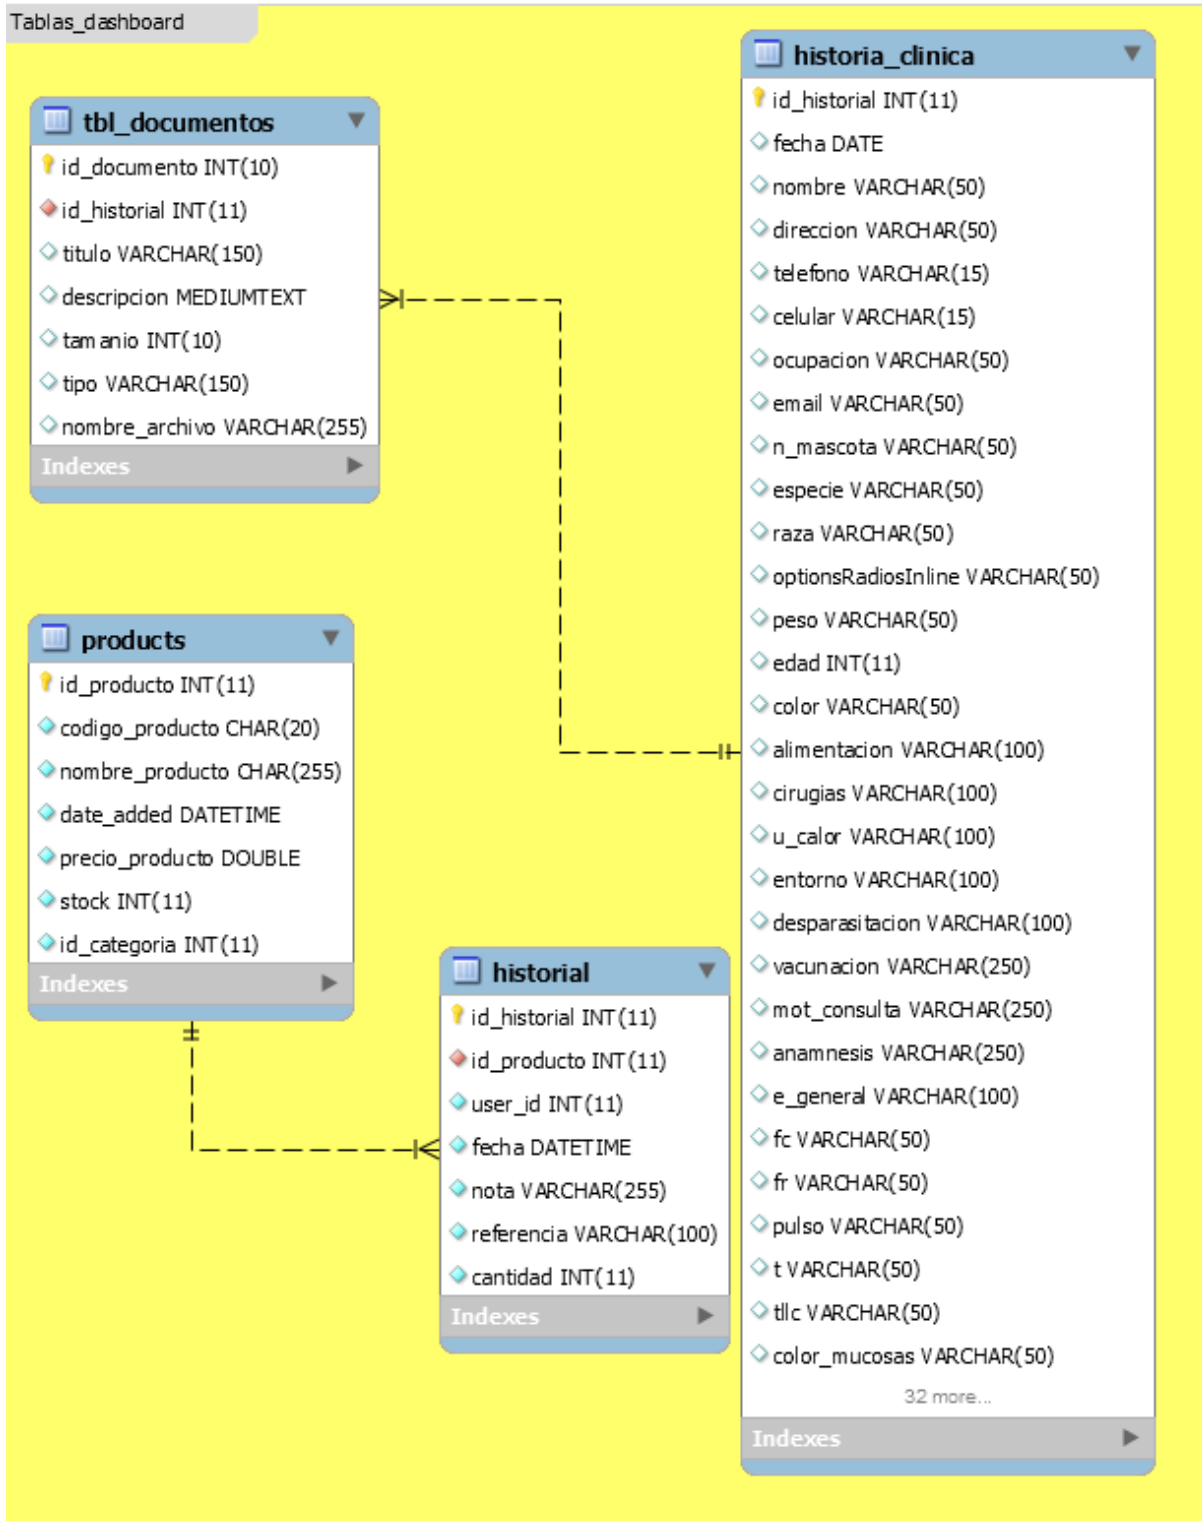 Tablas_dashboard
tbl_documentos
id_documento INT(10)
id_historial INT(11)
titulo VARCHAR(150)
descripcion MEDIUMTEXT
tamanio INT(10)
tipo VARCHAR(150)
nombre_archivo VARCHAR(255)
Indexes
products
id_producto INT(11)
codigo_producto CHAR(20)
nombre_producto CHAR(255)
date_added DATETIME
precio_producto DOUBLE
stock INT(11)
id_categoria INT(11)
Indexes
historial
id_historial INT(11)
id_producto INT(11)
user_id INT(11)
fecha DATETIME
nota VARCHAR(255)
referencia VARCHAR(100)
cantidad INT(11)
Indexes
historia_clinica
id_historial INT(11)
fecha DATE
nombre VARCHAR(50)
direccion VARCHAR(50)
telefono VARCHAR(15)
celular VARCHAR(15)
ocupacion VARCHAR(50)
email VARCHAR(50)
n_mascota VARCHAR(50)
especie VARCHAR(50)
raza VARCHAR(50)
optionsRadiosInline VARCHAR(50)
peso VARCHAR(50)
edad INT(11)
color VARCHAR(50)
alimentacion VARCHAR(100)
cirugias VARCHAR(100)
u_calor VARCHAR(100)
entorno VARCHAR(100)
desparasitacion VARCHAR(100)
vacunacion VARCHAR(250)
mot_consulta VARCHAR(250)
anamnesis VARCHAR(250)
e_general VARCHAR(100)
fc VARCHAR(50)
fr VARCHAR(50)
pulso VARCHAR(50)
t VARCHAR(50)
tllc VARCHAR(50)
color_mucosas VARCHAR(50)
32 more...
Indexes